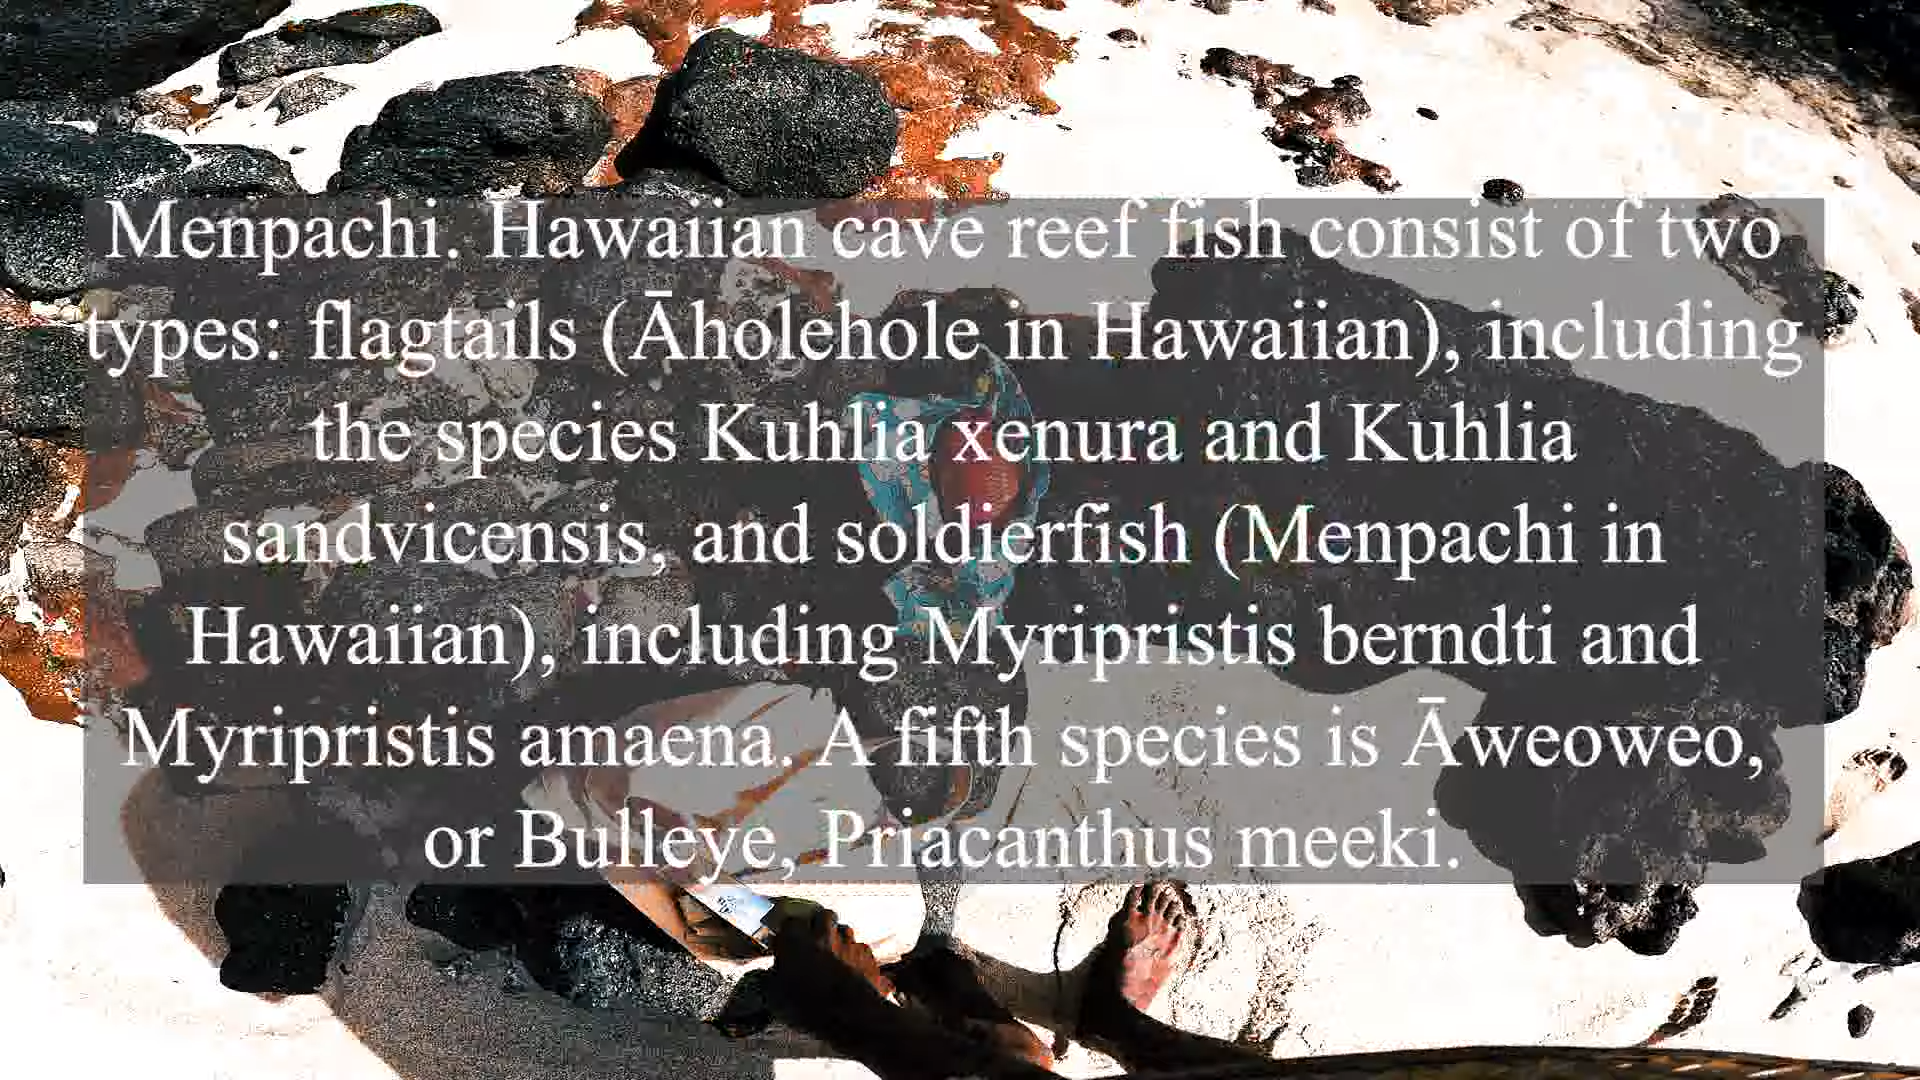 Menpachi. Hawaiian cave reef fish consist of two
types: flagtails (Āholehole in Hawaiian), including
the species Kuhlia xenura and Kuhlia
sandvicensis, and soldierfish (Menpachi in
Hawaiian), including Myripristis berndti and
Myripristis amaena. A fifth species is Āweoweo,
or Bulleye, Priacanthus meeki.